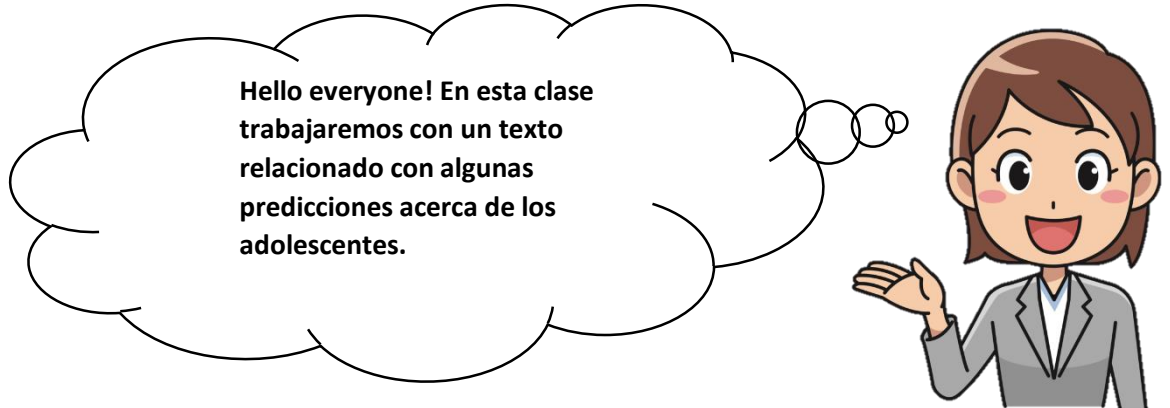 Hello everyone! En esta clase
trabajaremos con un texto
relacionado con algunas
predicciones acerca de los
adolescentes.